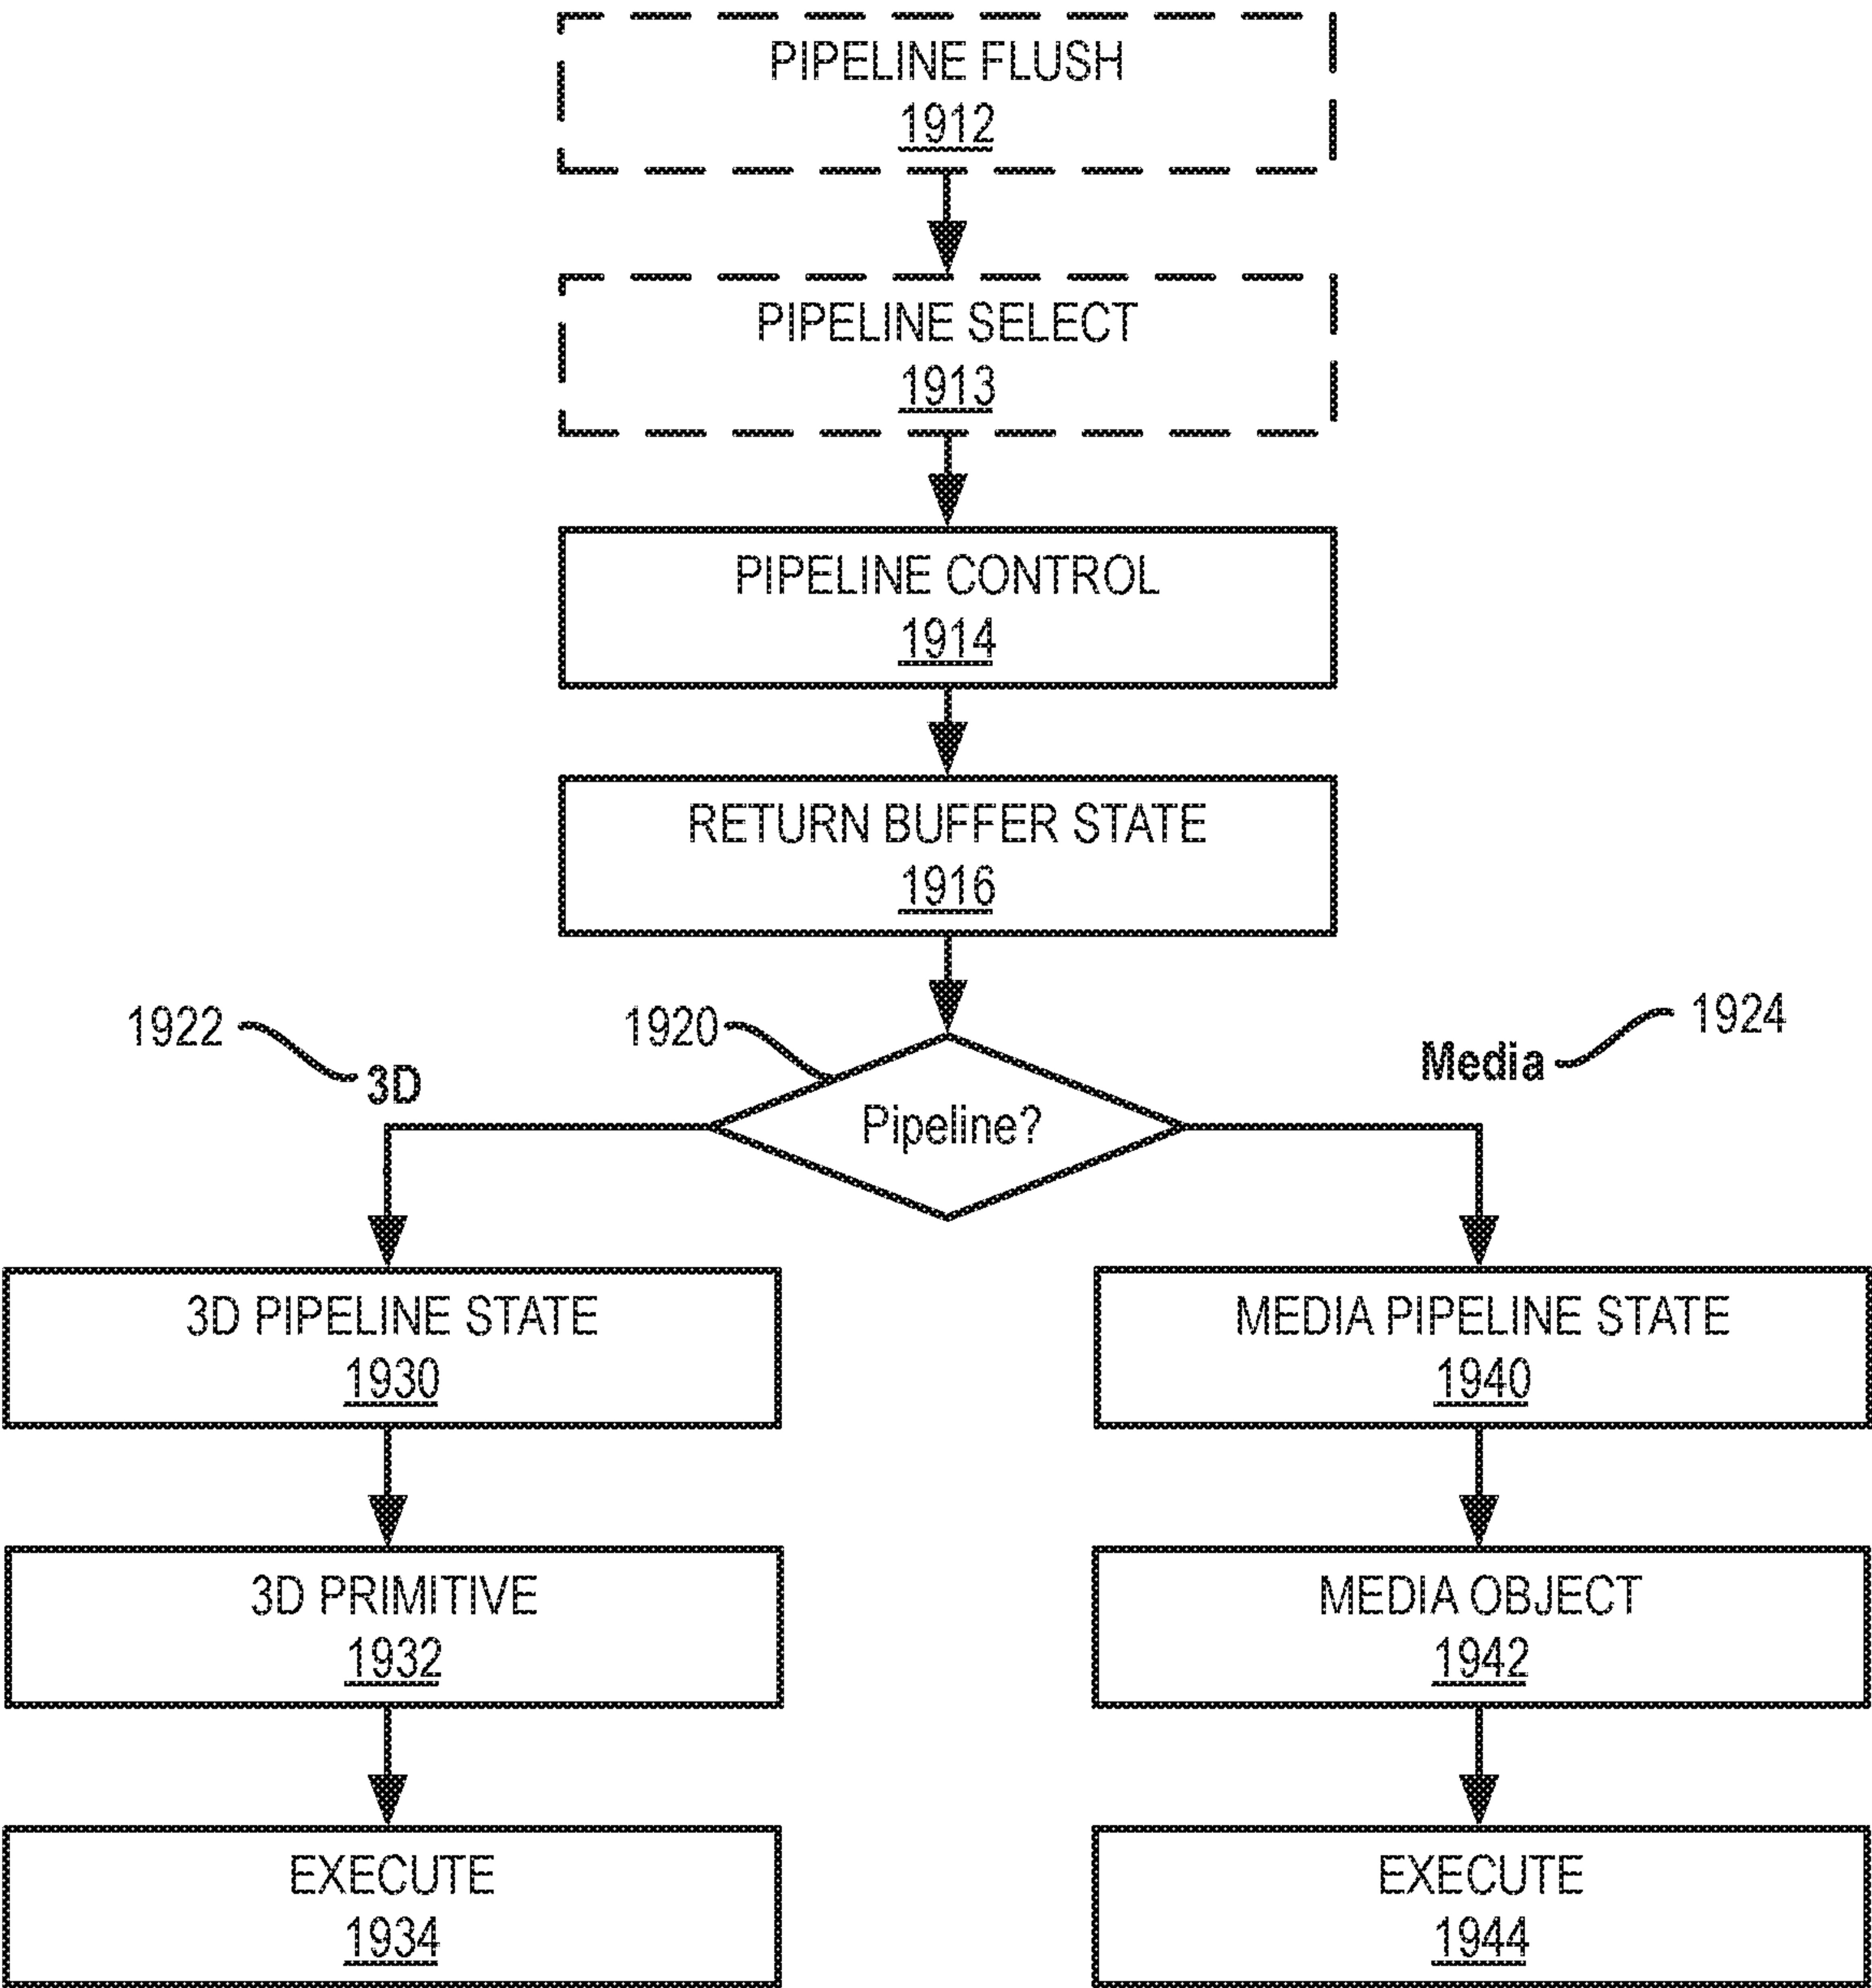 PIPELINE FLUSH
1912
PIPELINE SELECT
1913
PIPELINE CONTROL
1914
RETURN BUFFER STATE
1916
1922
3D
1920
Pipeline?
Media
1924
3D PIPELINE STATE
1930
MEDIA PIPELINE STATE
1940
3D PRIMITIVE
1932
MEDIA OBJECT
1942
EXECUTE
1934
EXECUTE
1944